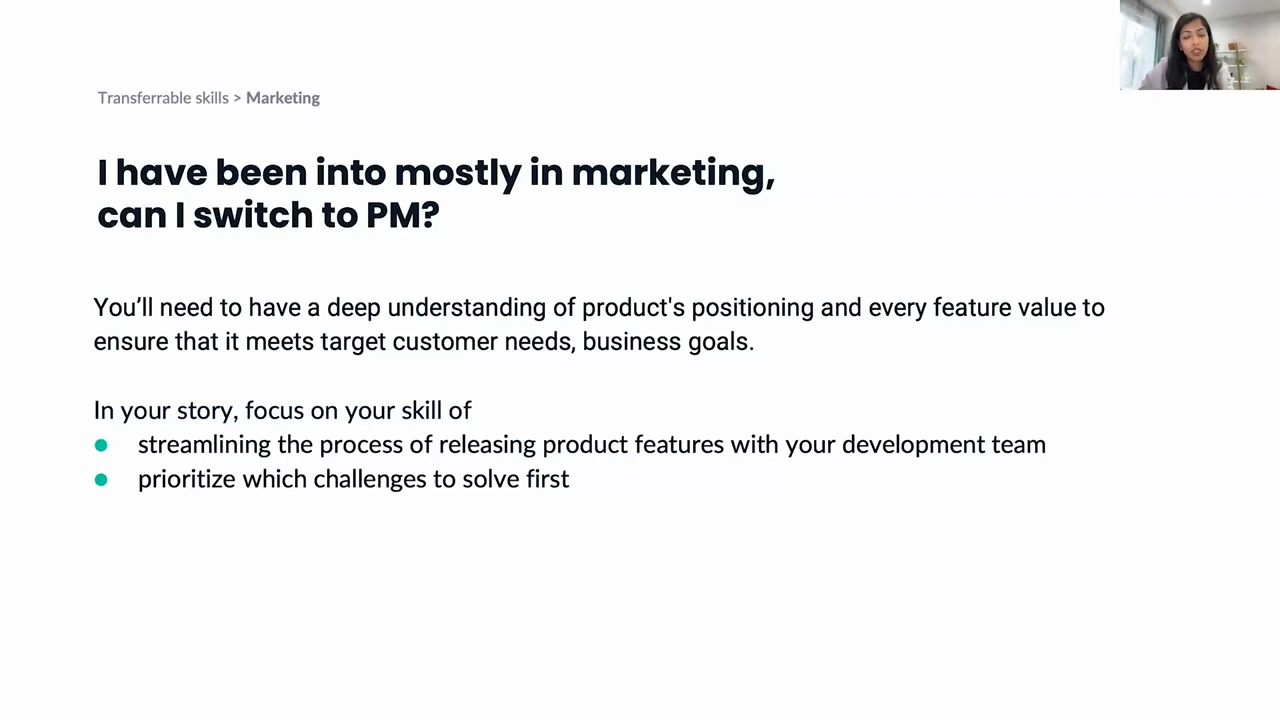 Transferrable skills > Marketing
I have been into mostly in marketing,
can I switch to PM?
You’ll need to have a deep understanding of product's positioning and every feature value to
ensure that it meets target customer needs, business goals.
In your story, focus on your skill of
● streamlining the process of releasing product features with your development team
● prioritize which challenges to solve first